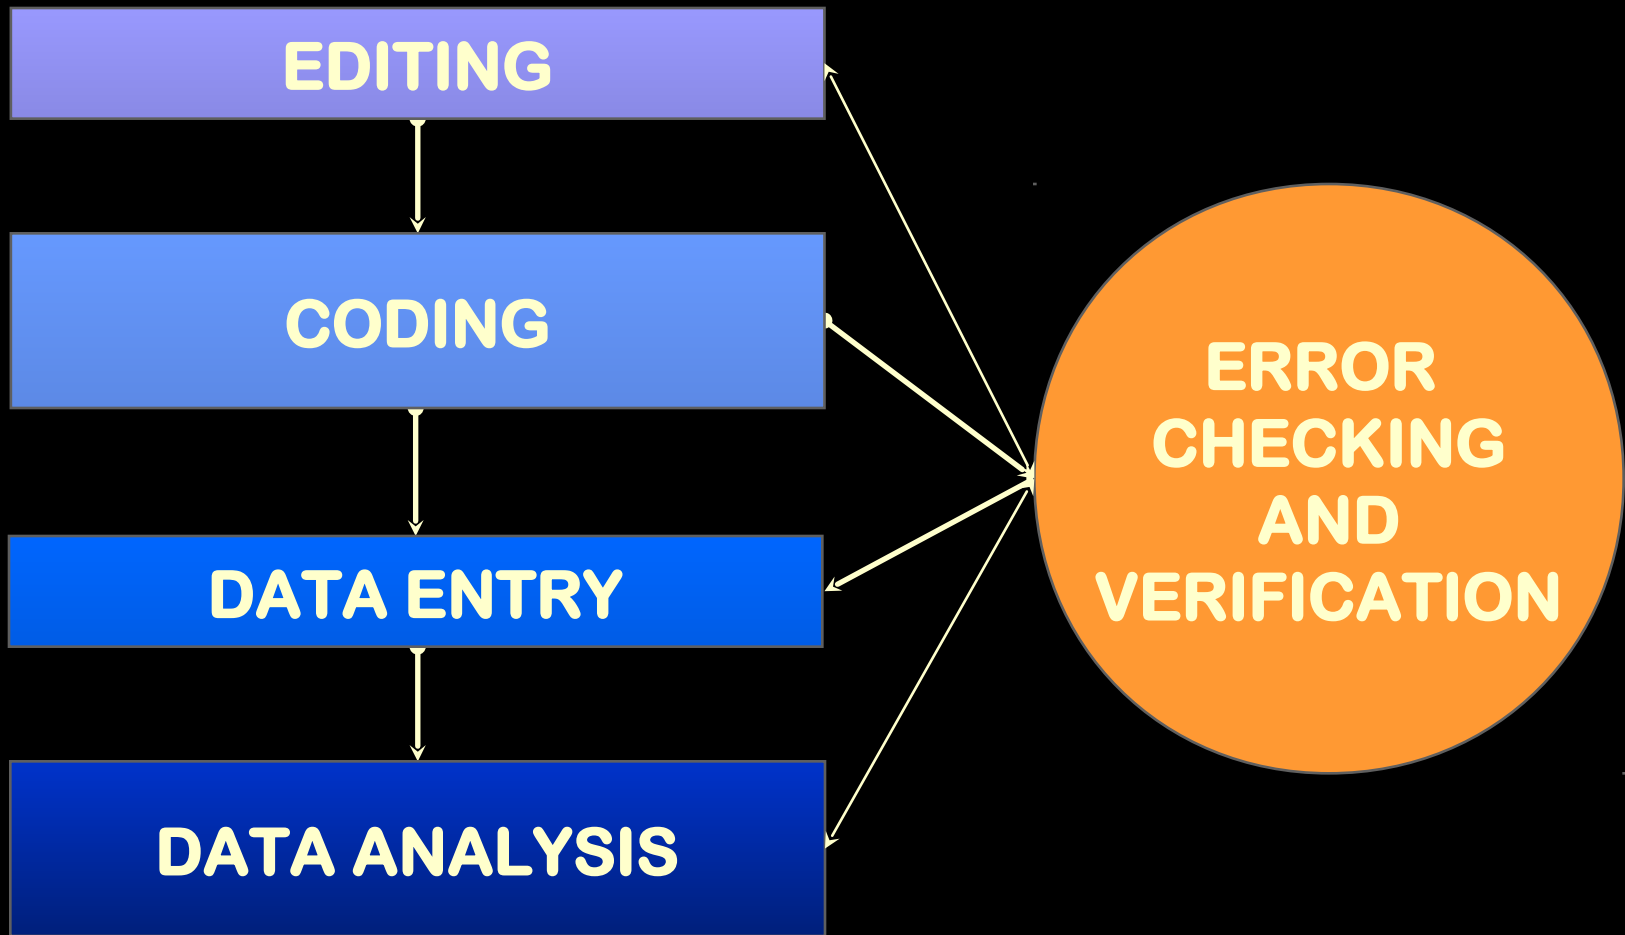 EDITING
CODING
DATA ENTRY
DATA ANALYSIS
ERROR
CHECKING
AND
VERIFICATION